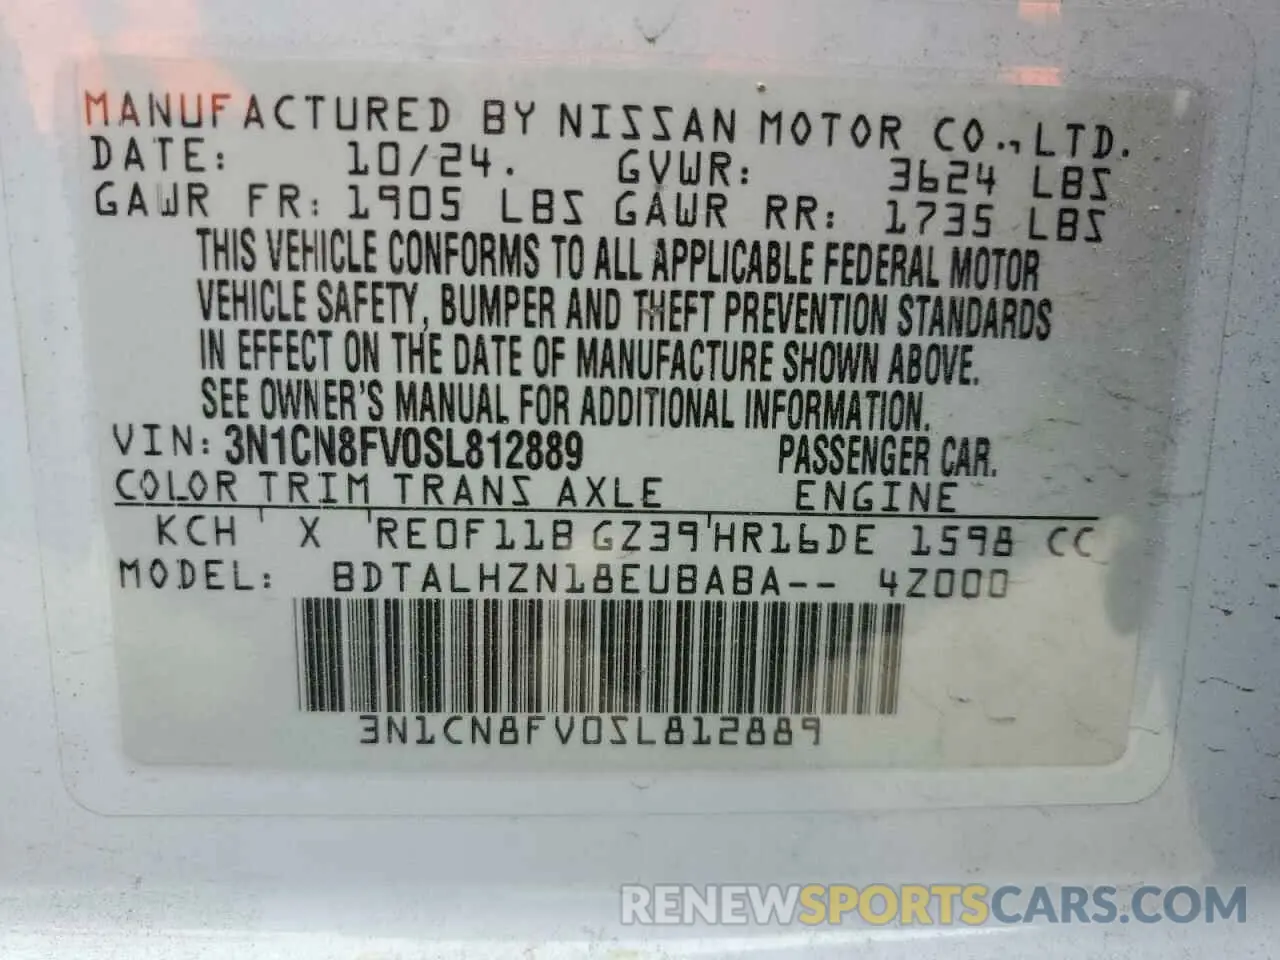 MANUFACTURED BY NISSAN MOTOR CO., LTD.
DATE: 10/24. GVWR: 3624 LBS
GAWR FR: 1905 LBS GAWR RR: 1735 LBS
THIS VEHICLE CONFORMS TO ALL APPLICABLE FEDERAL MOTOR
VEHICLE SAFETY, BUMPER AND THEFT PREVENTION STANDARDS
IN EFFECT ON THE DATE OF MANUFACTURE SHOWN ABOVE.
SEE OWNER'S MANUAL FOR ADDITIONAL INFORMATION.
VIN: 3N1CN8FV0SL812889 PASSENGER CAR.
COLOR TRIM TRANS AXLE ENGINE
KCH X RE0F11B GZ39 HR16DE 1598 CC
MODEL: BDTALHZN18EUBABA-- 4Z000
3N1CN8FV0SL812889
RENEWSPORTSCARS.COM